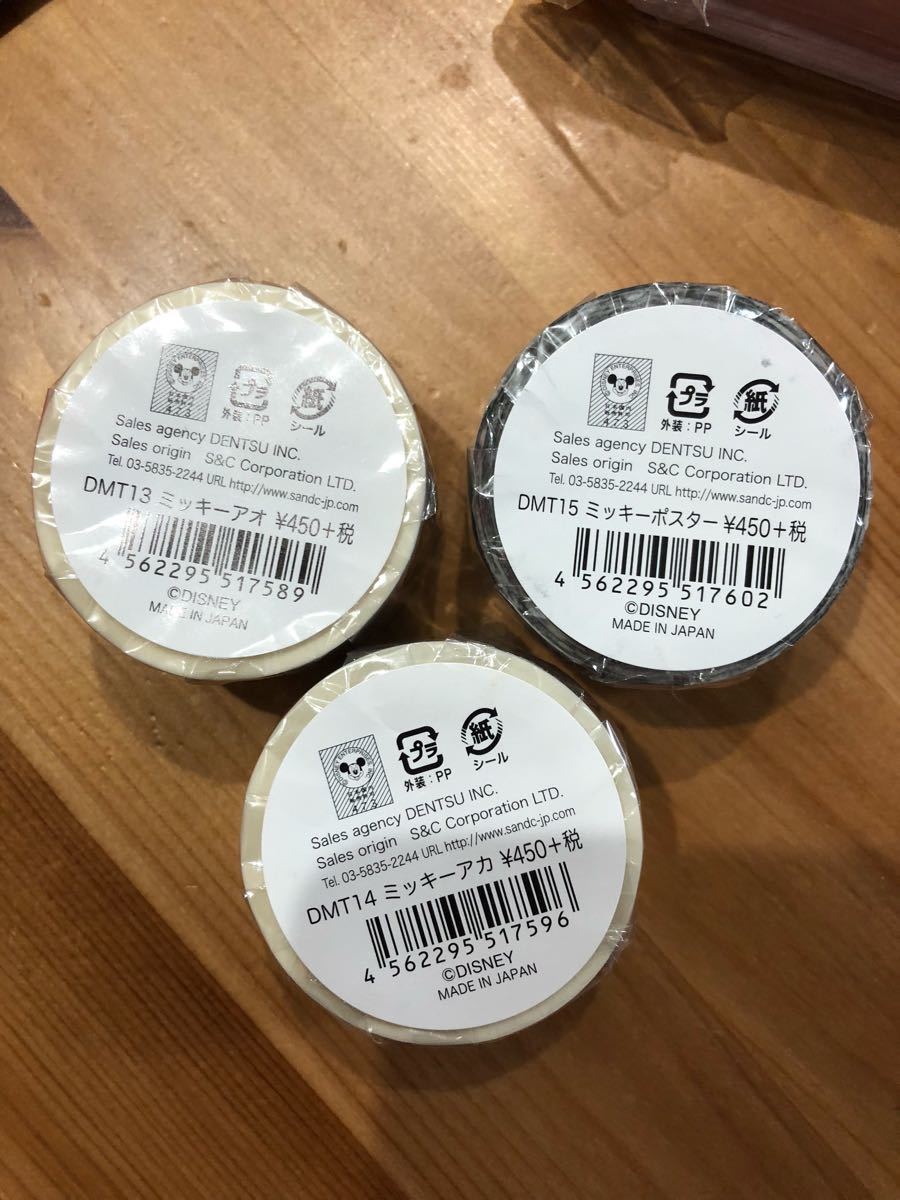 473
プラ
外装：PP
紙
シール
Sales agency DENTSU INC.
Sales origin S&C Corporation LTD.
Tel. 03-5835-2244 URL http://www.sandc-jp.com
DMT13 ミッキーアオ ¥450+税
4 562295 517589
©DISNEY
MADE IN JAPAN
473
プラ
外装：PP
紙
シール
Sales agency DENTSU INC.
Sales origin S&C Corporation LTD.
Tel. 03-5835-2244 URL http://www.sandc-jp.com
DMT15 ミッキーポスター ¥450+税
4 562295 517602
©DISNEY
MADE IN JAPAN
473
プラ
外装：PP
紙
シール
Sales agency DENTSU INC.
Sales origin S&C Corporation LTD.
Tel. 03-5835-2244 URL http://www.sandc-jp.com
DMT14 ミッキーアカ ¥450+税
4 562295 517596
©DISNEY
MADE IN JAPAN